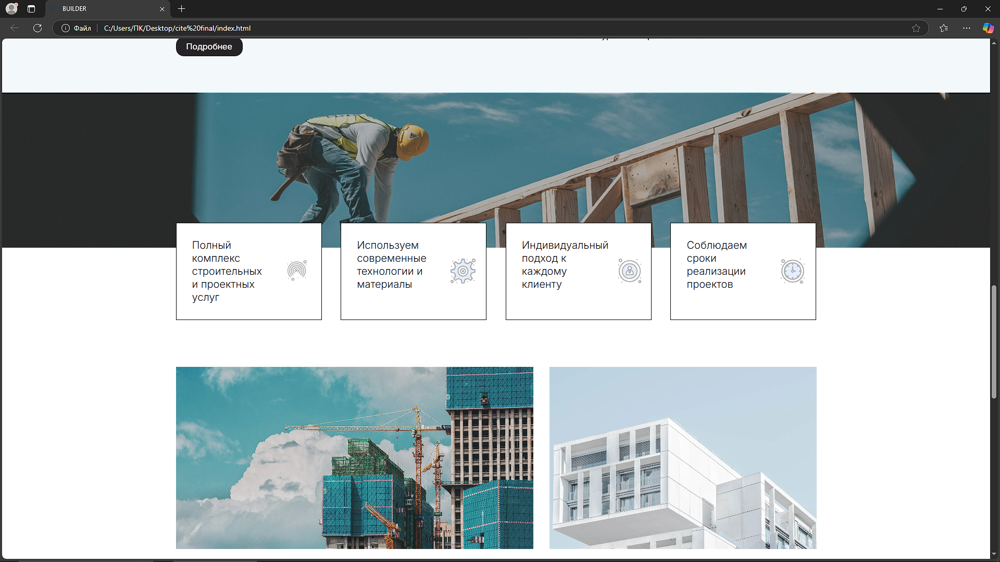 BUILDER
Файл
C:/Users/ПК/Desktop/cite%20final/index.html
Подробнее
Полный
комплекс
строительных
и проектных
услуг
Используем
современные
технологии и
материалы
Индивидуальный
подход к
каждому
клиенту
Соблюдаем
сроки
реализации
проектов